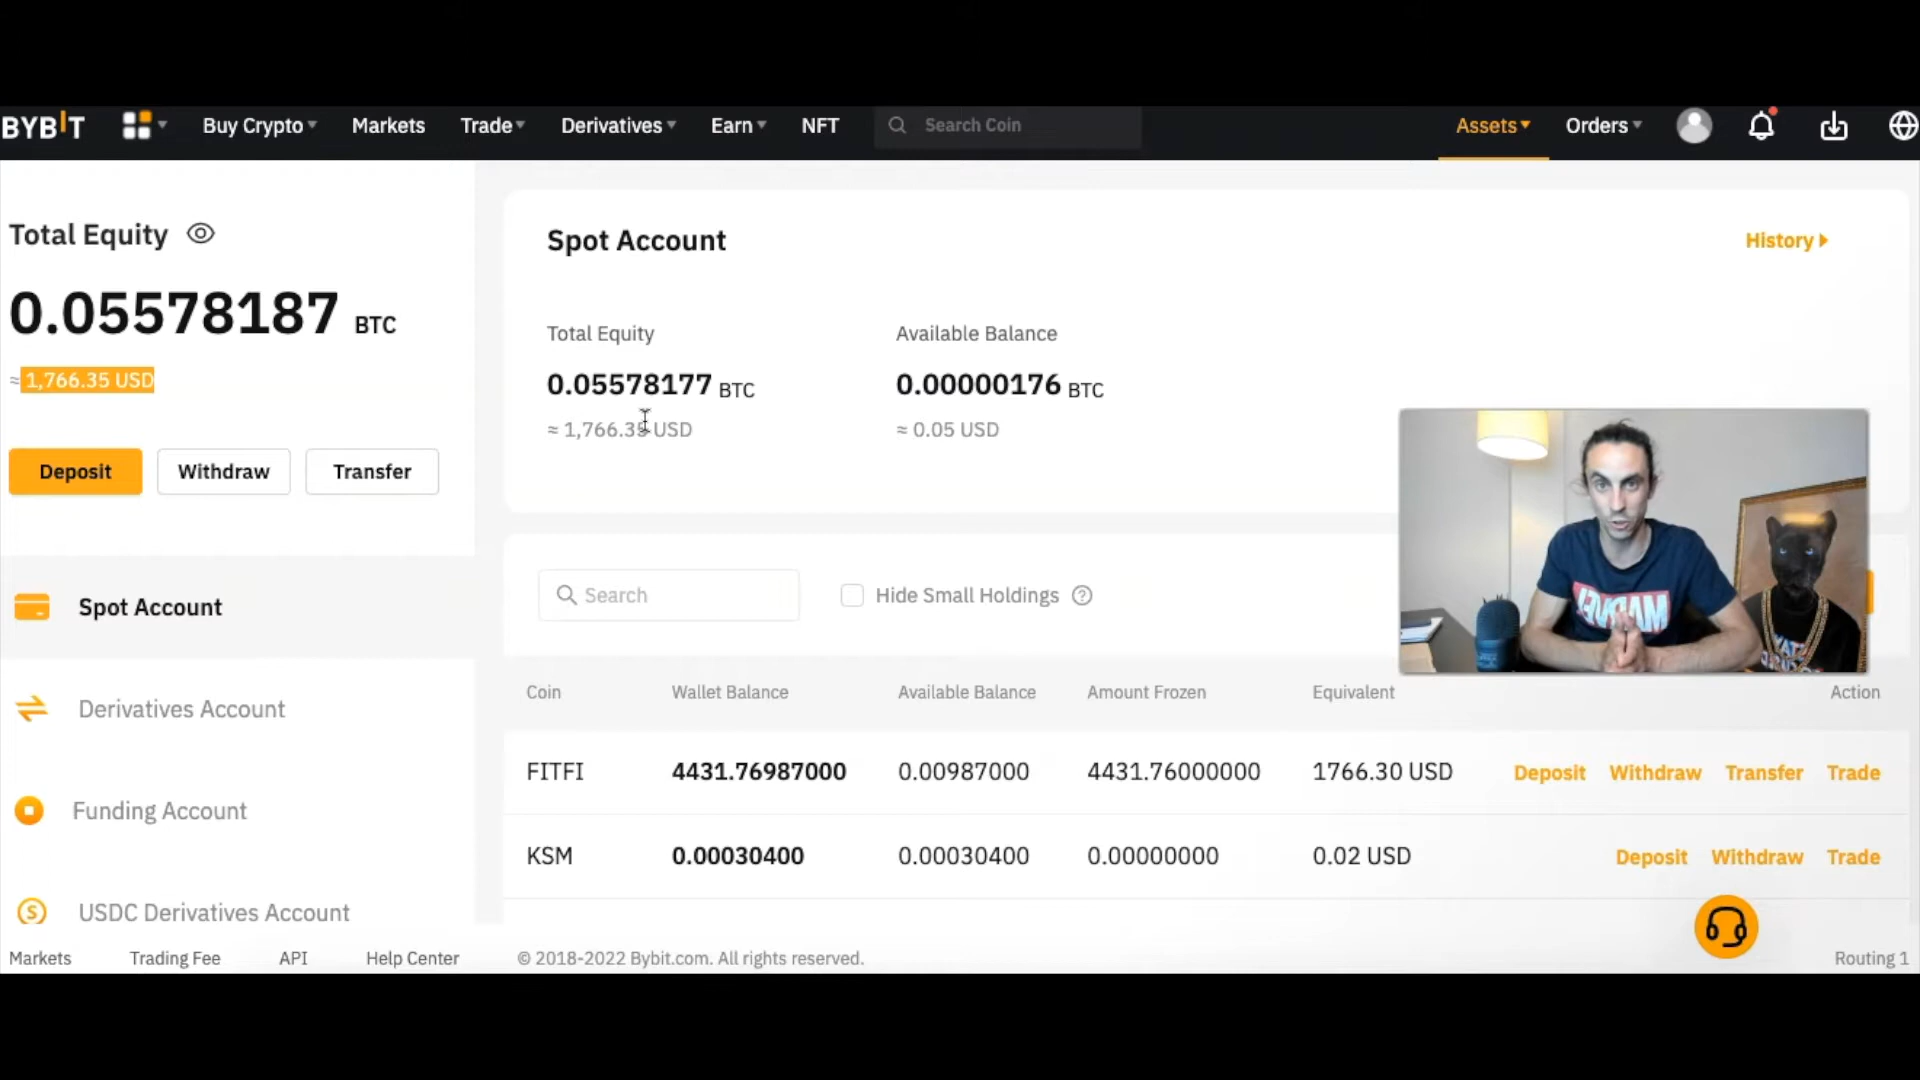 BYBIT Buy Crypto Markets Trade Derivatives Earn NFT Search Coin Assets Orders
Total Equity
0.05578187 BTC
≈ 1,766.35 USD
Deposit Withdraw Transfer
Spot Account
Derivatives Account
Funding Account
USDC Derivatives Account
Spot Account
History
Total Equity Available Balance
0.05578177 BTC 0.00000176 BTC
≈ 1,766.35 USD ≈ 0.05 USD
Search Hide Small Holdings
Coin Wallet Balance Available Balance Amount Frozen Equivalent Action
FITFI 4431.76987000 0.00987000 4431.76000000 1766.30 USD Deposit Withdraw Transfer Trade
KSM 0.00030400 0.00030400 0.00000000 0.02 USD Deposit Withdraw Trade
Markets Trading Fee API Help Center © 2018-2022 Bybit.com. All rights reserved. Routing 1